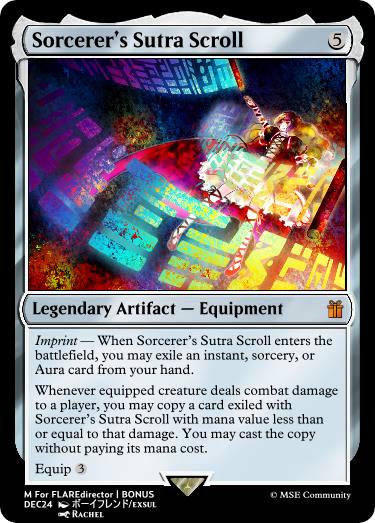 Sorcerer's Sutra Scroll 5
Legendary Artifact — Equipment
Imprint — When Sorcerer's Sutra Scroll enters the
battlefield, you may exile an instant, sorcery, or
Aura card from your hand.
Whenever equipped creature deals combat damage
to a player, you may copy a card exiled with
Sorcerer's Sutra Scroll with mana value less than
or equal to that damage. You may cast the copy
without paying its mana cost.
Equip 3
M For FLAREdirector | BONUS
DEC24 ボーイフレンド/EXSUL © MSE Community
RACHEL